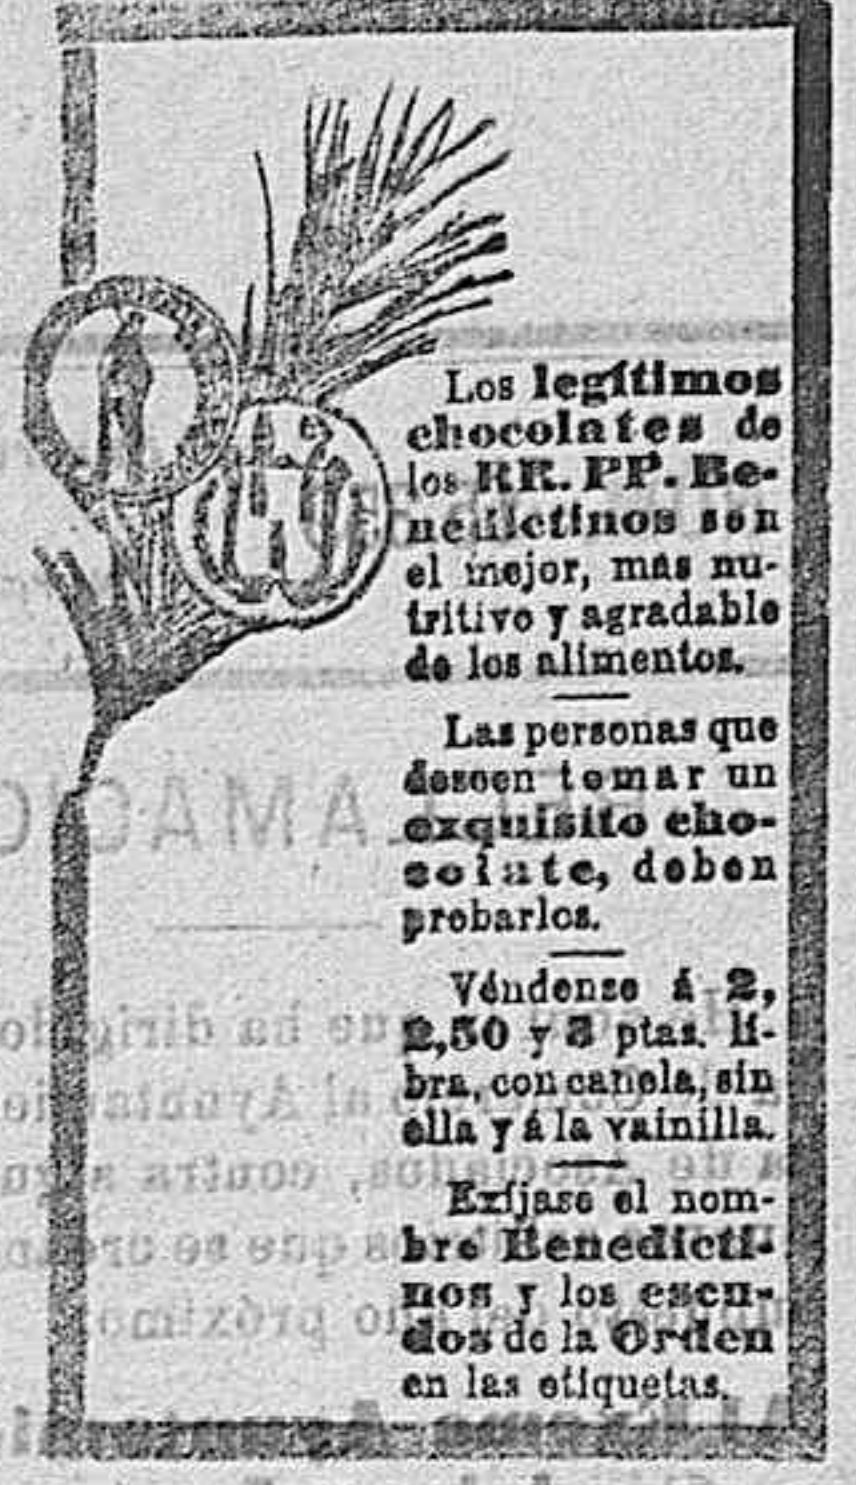 Los legítimos
chocolates de
los RR. PP. Be-
nedictinos son
el mejor, mas nu-
tritivo y agradable
de los alimentos.
Las personas que
deseen tomar un
exquisito cho-
colate, deben
probarlos.
Véndense á 2,
2,50 y 3 ptas. li-
bra, con canela, sin
ella y á la vainilla.
Exíjase el nom-
bre Benedicti-
nos y los escu-
dos de la Orden
en las etiquetas.